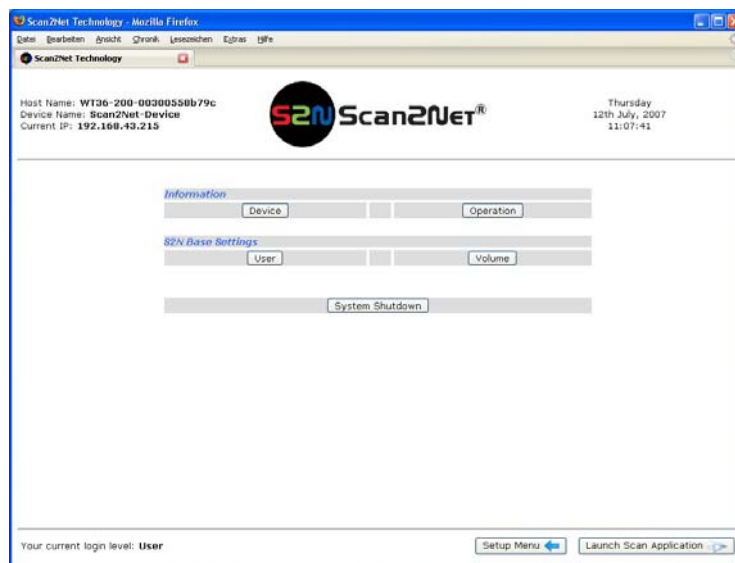 Scan2Net Technology - Mozilla Firefox
Datei Bearbeiten Ansicht Chronik Lesezeichen Extras Hilfe
Scan2Net Technology
Host Name: WT36-200-00300550b79c
Device Name: Scan2Net-Device
Current IP: 192.168.43.215
S2N Scan2Net®
Thursday
12th July, 2007
11:07:41
Information
Device Operation
S2N Base Settings
User Volume
System Shutdown
Your current login level: User
Setup Menu Launch Scan Application